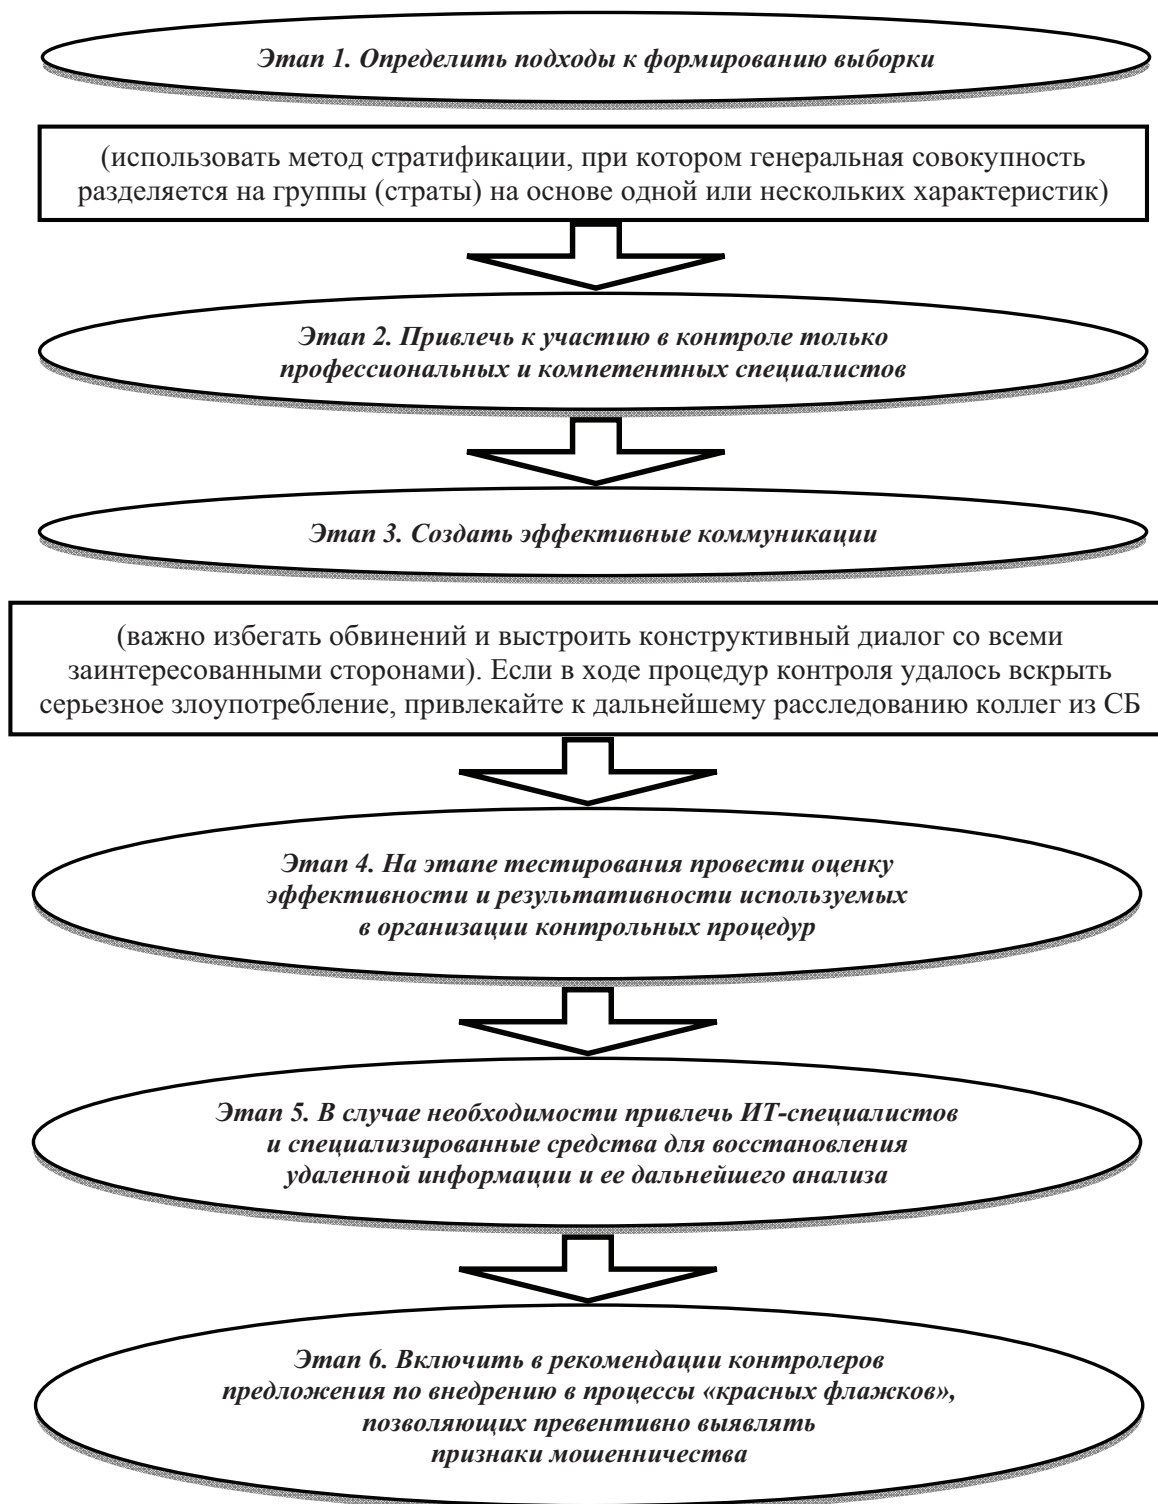 Этап 1. Определить подходы к формированию выборки
(использовать метод стратификации, при котором генеральная совокупность
разделяется на группы (страты) на основе одной или нескольких характеристик)
Этап 2. Привлечь к участию в контроле только
профессиональных и компетентных специалистов
Этап 3. Создать эффективные коммуникации
(важно избегать обвинений и выстроить конструктивный диалог со всеми
заинтересованными сторонами). Если в ходе процедур контроля удалось вскрыть
серьезное злоупотребление, привлекайте к дальнейшему расследованию коллег из СБ
Этап 4. На этапе тестирования провести оценку
эффективности и результативности используемых
в организации контрольных процедур
Этап 5. В случае необходимости привлечь ИТ-специалистов
и специализированные средства для восстановления
удаленной информации и ее дальнейшего анализа
Этап 6. Включить в рекомендации контролеров
предложения по внедрению в процессы «красных флажков»,
позволяющих превентивно выявлять
признаки мошенничества